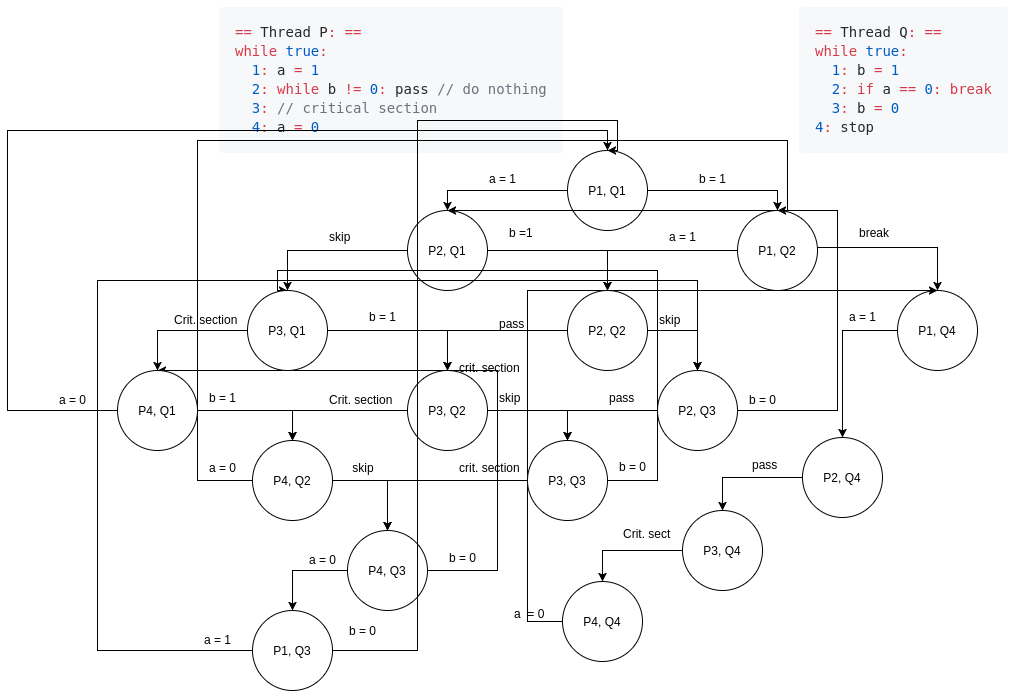 == Thread P: ==
while true:
1: a = 1
2: while b != 0: pass // do nothing
3: // critical section
4: a = 0
== Thread Q: ==
while true:
1: b = 1
2: if a == 0: break
3: b = 0
4: stop
P1, Q1
a = 1
b = 1
P2, Q1
P1, Q2
skip
b =1
a = 1
break
P3, Q1
P2, Q2
P1, Q4
Crit. section
b = 1
pass
skip
a = 1
crit. section
P4, Q1
P3, Q2
P2, Q3
a = 0
b = 1
Crit. section
skip
pass
b = 0
P4, Q2
P3, Q3
P2, Q4
a = 0
skip
crit. section
b = 0
pass
P4, Q3
P3, Q4
a = 0
b = 0
Crit. sect
P4, Q4
a = 0
P1, Q3
a = 1
b = 0